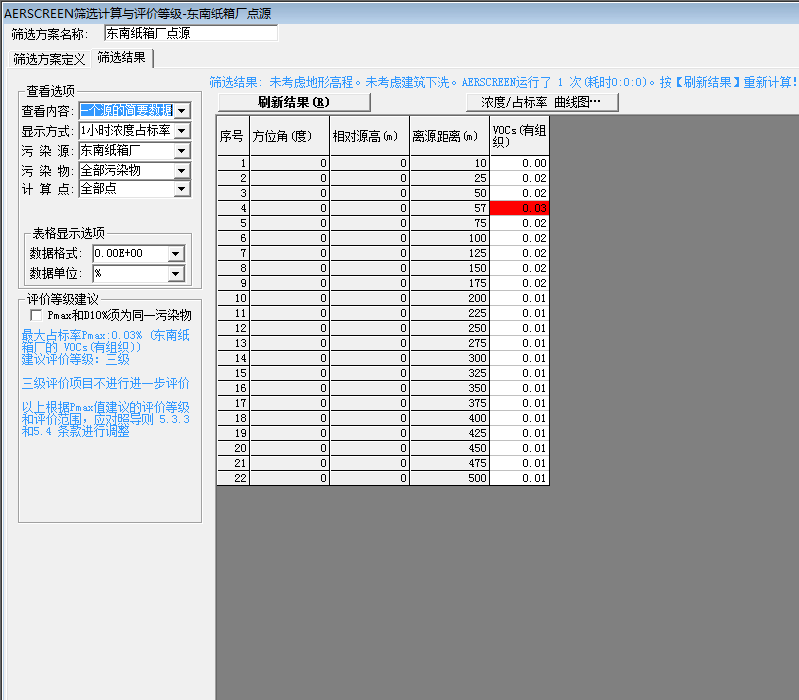 AERSCREEN筛选计算与评价等级-东南纸箱厂点源
筛选方案名称: 东南纸箱厂点源
筛选方案定义 筛选结果
筛选结果: 未考虑地形高程。未考虑建筑下洗。AERSCREEN运行了 1 次(耗时0:0:0)。按【刷新结果】重新计算!
刷新结果(R) 浓度/占标率 曲线图…
查看选项
查看内容: 一个源的简要数据
显示方式: 1小时浓度占标率
污 染 源: 东南纸箱厂
污 染 物: 全部污染物
计 算 点: 全部点
表格显示选项
数据格式: 0.00E+00
数据单位: %
评价等级建议
Pmax和D10%须为同一污染物
最大占标率Pmax:0.03% (东南纸
箱厂的 VOCs(有组织))
建议评价等级: 三级
三级评价项目不进行进一步评价
以上根据Pmax值建议的评价等级
和评价范围, 应对照导则 5.3.3
和5.4 条款进行调整
序号 方位角(度) 相对源高(m) 离源距离(m) VOCs(有组
织)
1 0 0 10 0.00
2 0 0 25 0.02
3 0 0 50 0.02
4 0 0 57 0.03
5 0 0 75 0.02
6 0 0 100 0.02
7 0 0 125 0.02
8 0 0 150 0.02
9 0 0 175 0.02
10 0 0 200 0.01
11 0 0 225 0.01
12 0 0 250 0.01
13 0 0 275 0.01
14 0 0 300 0.01
15 0 0 325 0.01
16 0 0 350 0.01
17 0 0 375 0.01
18 0 0 400 0.01
19 0 0 425 0.01
20 0 0 450 0.01
21 0 0 475 0.01
22 0 0 500 0.01